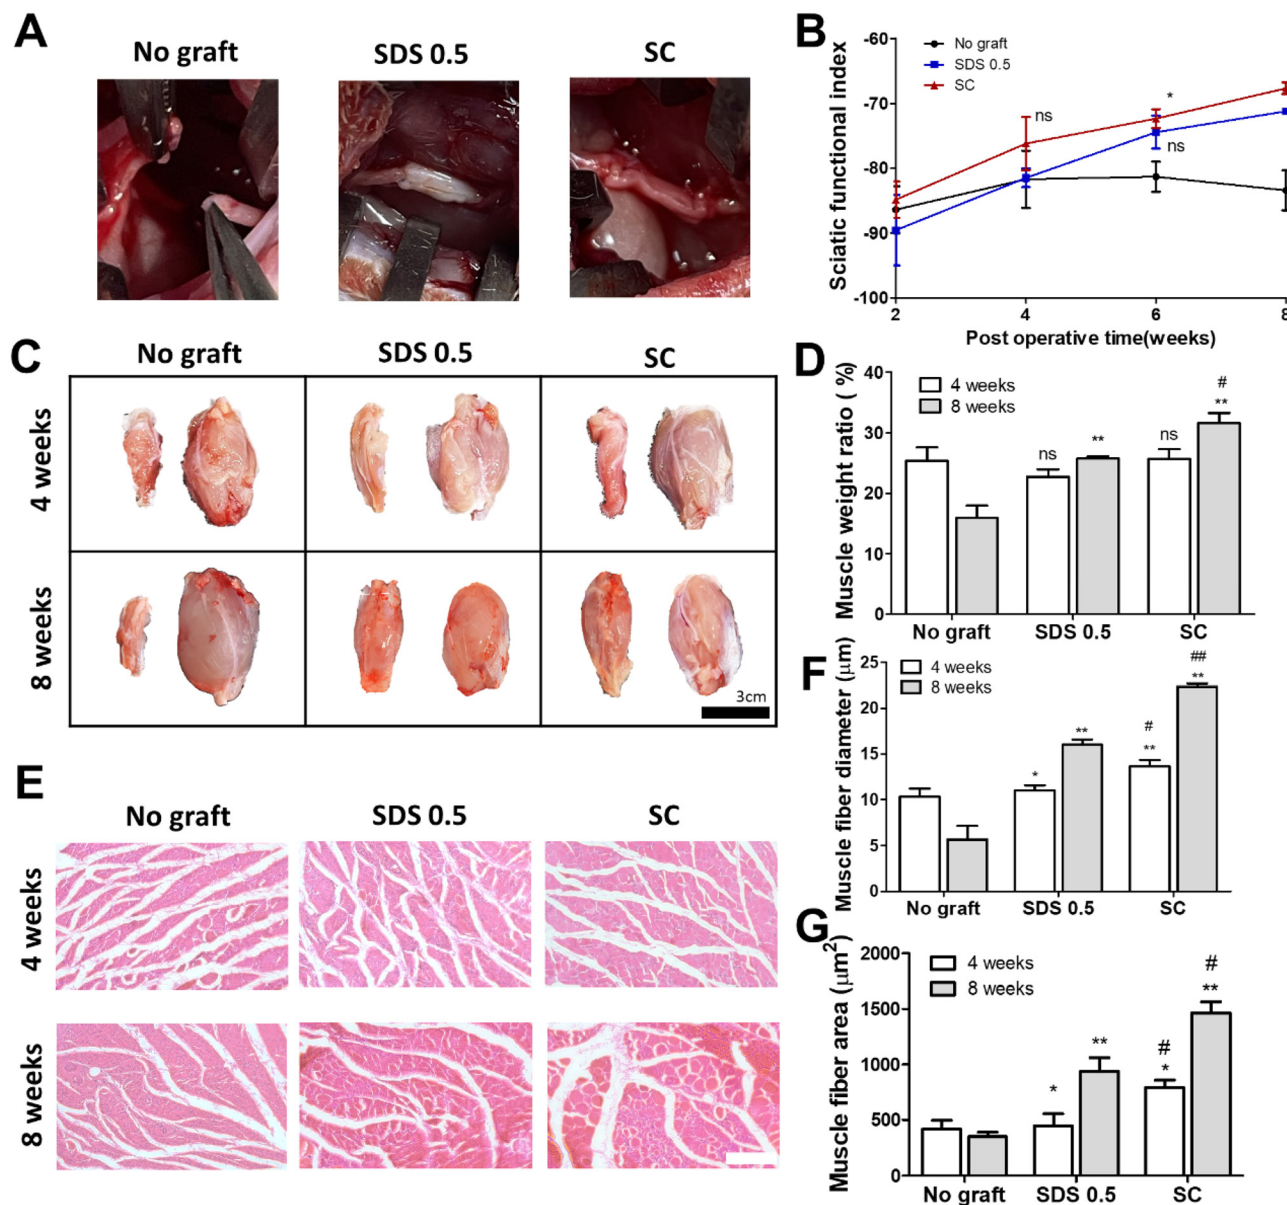 A
No graft
SDS 0.5
SC
B
No graft
SDS 0.5
SC
Sciatic functional index
-60
-70
-80
-90
-100
ns
*
ns
2
4
6
8
Post operative time(weeks)
C
No graft
SDS 0.5
SC
4 weeks
8 weeks
3cm
D
Muscle weight ratio ( %)
40
30
20
10
0
4 weeks
8 weeks
ns
**
ns
#
**
No graft
SDS 0.5
SC
E
No graft
SDS 0.5
SC
4 weeks
8 weeks
F
Muscle fiber diameter (μm)
25
20
15
10
5
0
4 weeks
8 weeks
*
**
#
**
##
**
No graft
SDS 0.5
SC
G
Muscle fiber area (μm²)
2000
1500
1000
500
0
4 weeks
8 weeks
*
**
#
*
#
**
No graft
SDS 0.5
SC